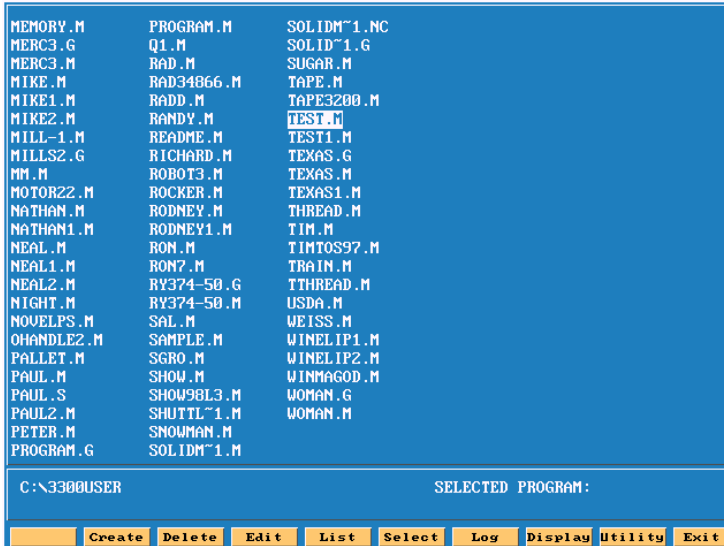 MEMORY.M PROGRAM.M SOLIDM~1.NC
MERC3.G Q1.M SOLID~1.G
MERC3.M RAD.M SUGAR.M
MIKE.M RAD34866.M TAPE.M
MIKE1.M RADD.M TAPE3200.M
MIKE2.M RANDY.M TEST.M
MILL-1.M README.M TEST1.M
MILLS2.G RICHARD.M TEXAS.G
MM.M ROBOT3.M TEXAS.M
MOTOR22.M ROCKER.M TEXAS1.M
NATHAN.M RODNEY.M THREAD.M
NATHAN1.M RODNEY1.M TIM.M
NEAL.M RON.M TIMTOS97.M
NEAL1.M RON7.M TRAIN.M
NEAL2.M RY374-50.G TTHREAD.M
NIGHT.M RY374-50.M USDA.M
NOVELPS.M SAL.M WEISS.M
OHANDLE2.M SAMPLE.M WINELIP1.M
PALLET.M SGRO.M WINELIP2.M
PAUL.M SHOW.M WINMAGOD.M
PAUL.S SHOW98L3.M WOMAN.G
PAUL2.M SHUTTL~1.M WOMAN.M
PETER.M SNOWMAN.M
PROGRAM.G SOLIDM~1.M
C:\3300USER SELECTED PROGRAM:
Create Delete Edit List Select Log Display Utility Exit